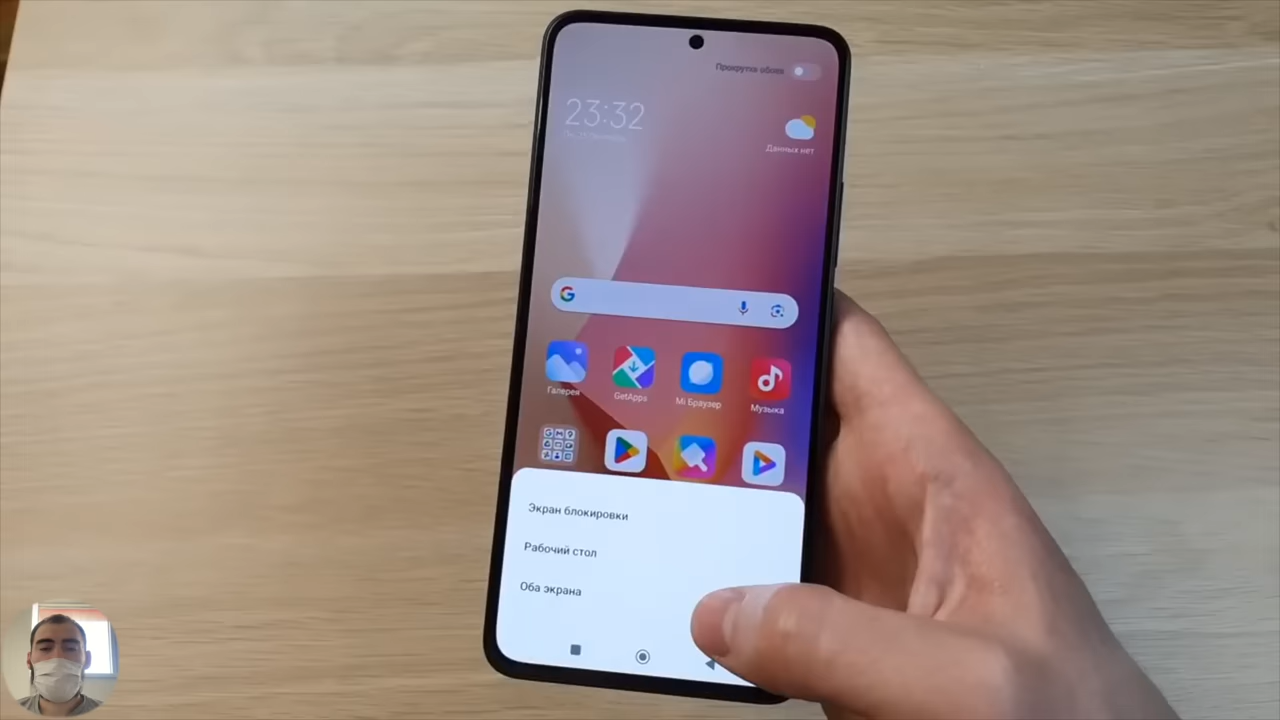 Прокрутка обоев
23:32
Данных нет
Галерея
GetApps
Mi Браузер
Музыка
Экран блокировки
Рабочий стол
Оба экрана